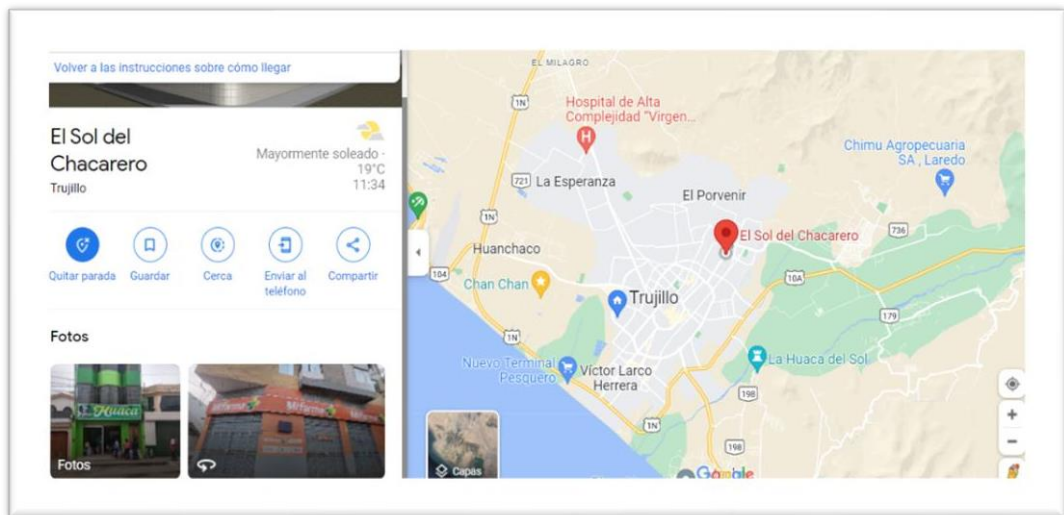 Volver a las instrucciones sobre cómo llegar
El Sol del
Chacarero
Trujillo
Mayormente soleado ·
19°C
11:34
Quitar parada
Guardar
Cerca
Enviar al
teléfono
Compartir
Fotos
Huaca
Fotos
Mifarma
Mifarma
EL MILAGRO
1N
Hospital de Alta
Complejidad "Virgen...
Chimu Agropecuaria
SA , Laredo
721
La Esperanza
El Porvenir
1N
El Sol del Chacarero
736
Huanchaco
104
Chan Chan
10A
Trujillo
179
1N
Nuevo Terminal
Pesquero
Víctor Larco
Herrera
La Huaca del Sol
198
1N
198
Capas
Google